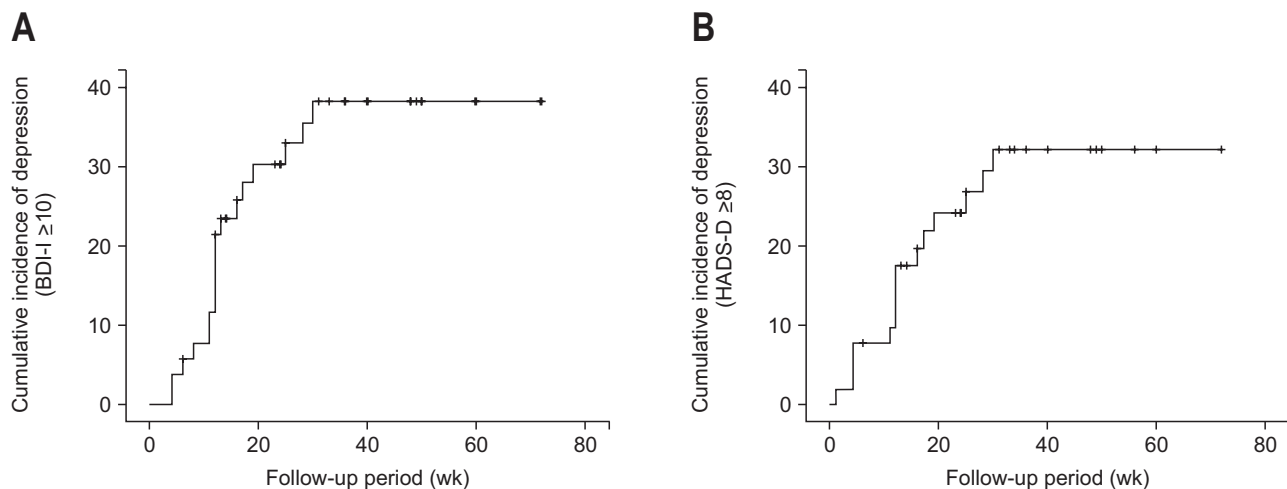 A
Cumulative incidence of depression
(BDI-I ≥10)
40
30
20
10
0
0 20 40 60 80
Follow-up period (wk)
B
Cumulative incidence of depression
(HADS-D ≥8)
40
30
20
10
0
0 20 40 60 80
Follow-up period (wk)